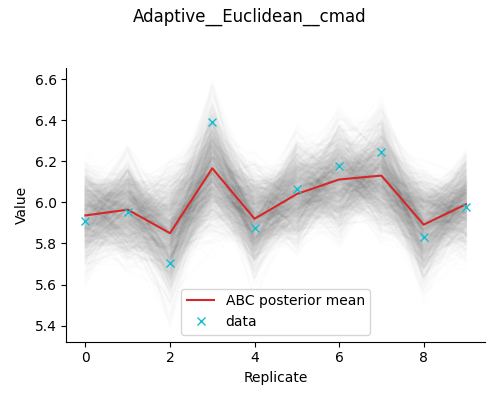 Adaptive__Euclidean__cmad
6.6
6.4
6.2
6.0
5.8
5.6
5.4
Value
ABC posterior mean
data
0 2 4 6 8
Replicate